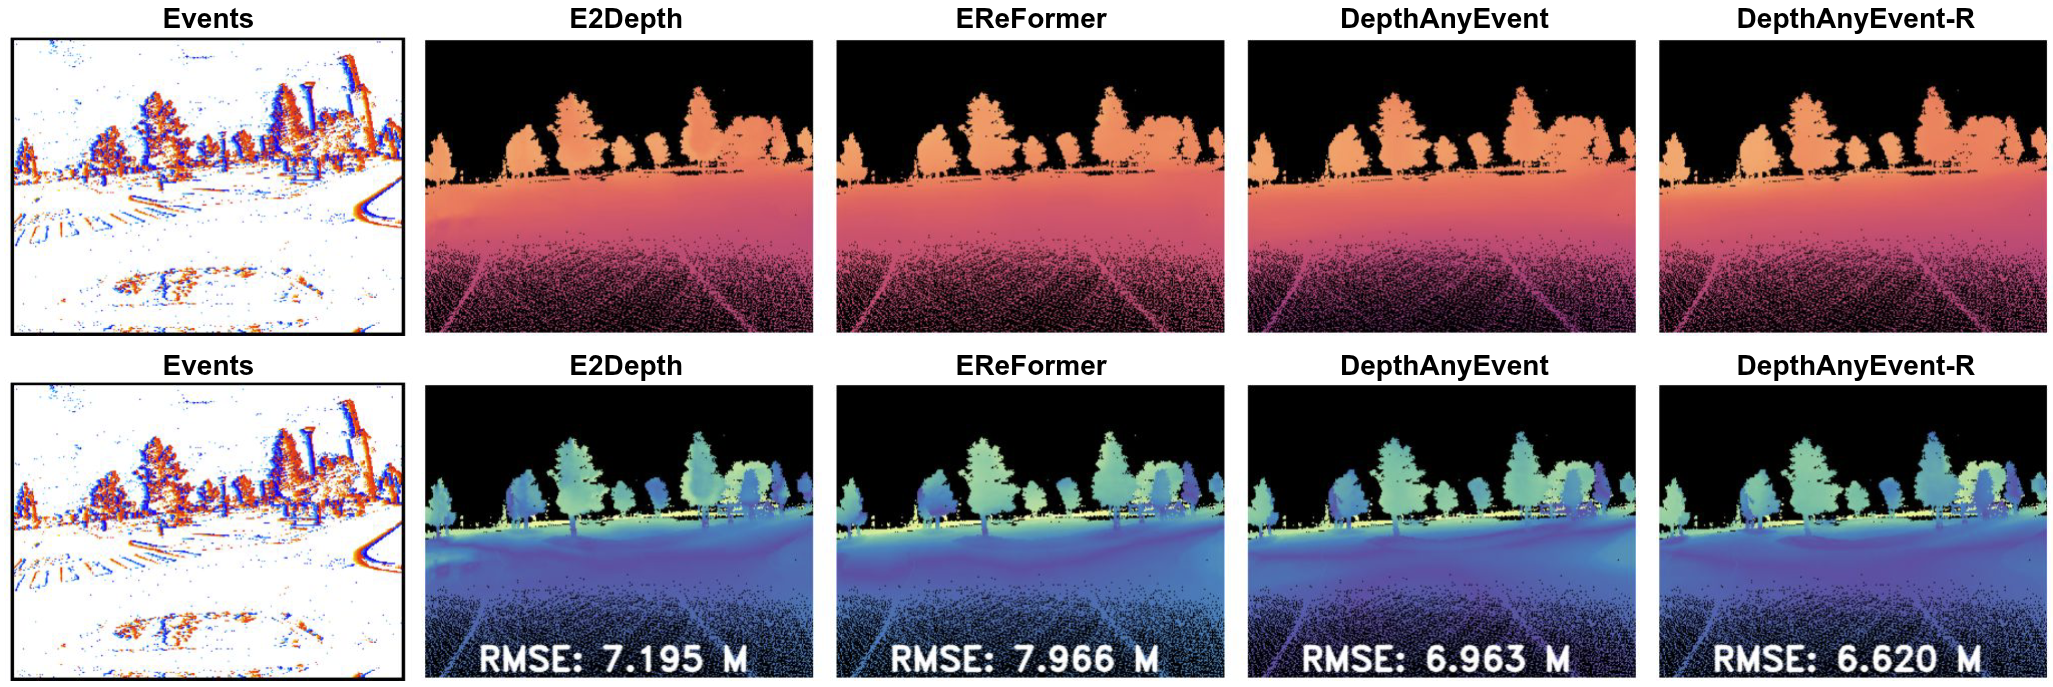 Events E2Depth EReFormer DepthAnyEvent DepthAnyEvent-R
Events E2Depth EReFormer DepthAnyEvent DepthAnyEvent-R
RMSE: 7.195 M RMSE: 7.966 M RMSE: 6.963 M RMSE: 6.620 M